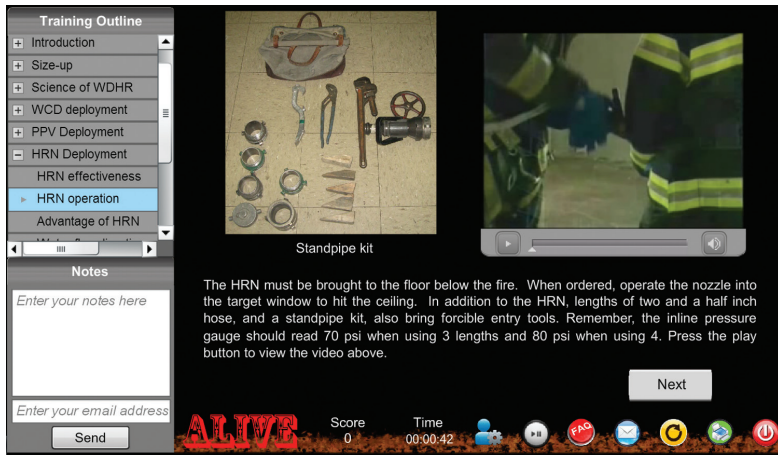 Training Outline
Introduction
Size-up
Science of WDHR
WCD deployment
PPV Deployment
HRN Deployment
HRN effectiveness
HRN operation
Advantage of HRN
Notes
Enter your notes here
Enter your email address
Send
Standpipe kit
The HRN must be brought to the floor below the fire. When ordered, operate the nozzle into
the target window to hit the ceiling. In addition to the HRN, lengths of two and a half inch
hose, and a standpipe kit, also bring forcible entry tools. Remember, the inline pressure
gauge should read 70 psi when using 3 lengths and 80 psi when using 4. Press the play
button to view the video above.
Next
ALIVE
Score
0
Time
00:00:42
FAQ